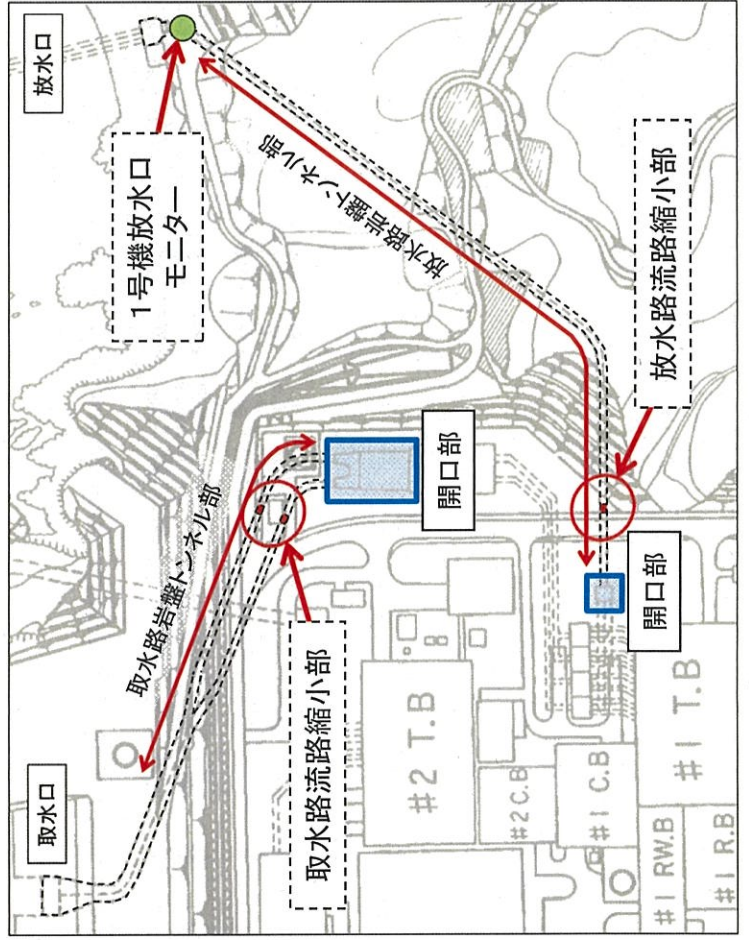 取水口
取水路岩盤トンネル部
取水路流路縮小部
開口部
放水口
1号機放水口
モニター
放水路岩盤トンネル部
放水路流路縮小部
開口部
#2 T.B
#2 C.B
#1 C.B
#1 T.B
#1 RW.B
#1 R.B